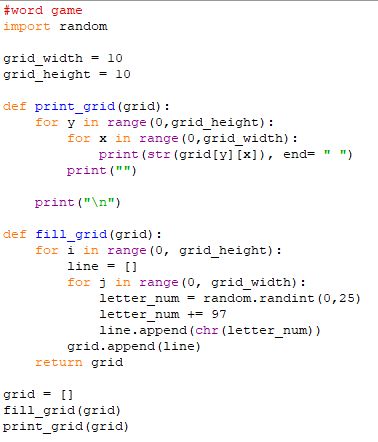 #word game
import random

grid_width = 10
grid_height = 10

def print_grid(grid):
    for y in range(0,grid_height):
        for x in range(0,grid_width):
            print(str(grid[y][x]), end= " ")
        print("")

    print("\n")

def fill_grid(grid):
    for i in range(0, grid_height):
        line = []
        for j in range(0, grid_width):
            letter_num = random.randint(0,25)
            letter_num += 97
            line.append(chr(letter_num))
        grid.append(line)
    return grid

grid = []
fill_grid(grid)
print_grid(grid)